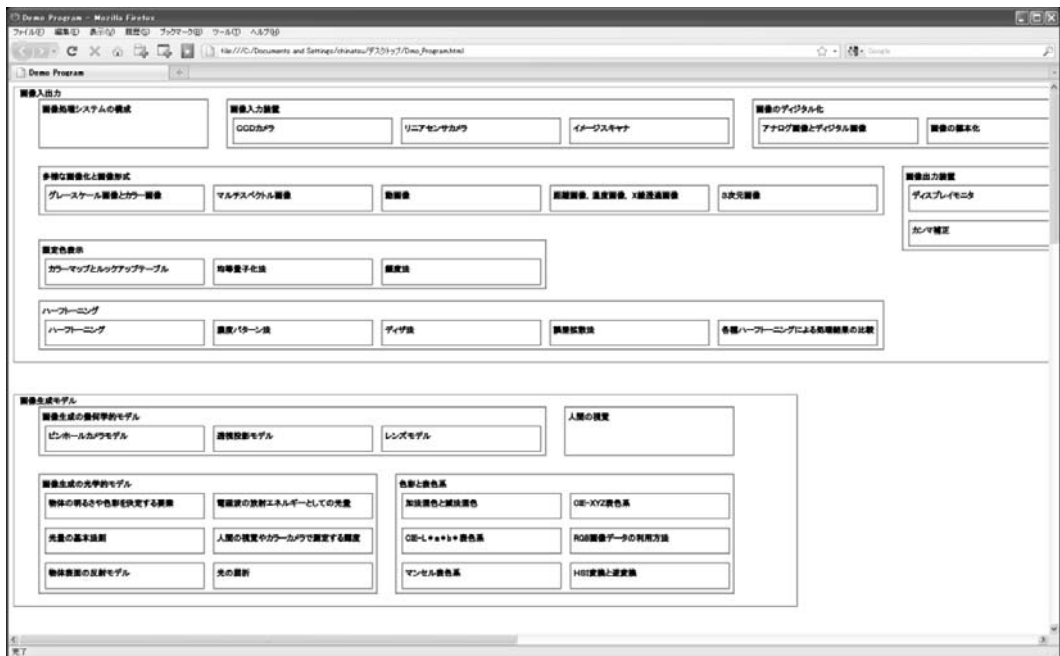 Demo Program - Mozilla Firefox
ファイル(F) 編集(E) 表示(V) 履歴(S) ブックマーク(B) ツール(T) ヘルプ(H)
file:///C:/Documents and Settings/shinatsu/デスクトップ/Dmo_Program.html
Google
Demo Program
画像入出力
画像処理システムの構成
画像入力装置
CCDカメラ
リニアセンサカメラ
イメージスキャナ
画像のディジタル化
アナログ画像とディジタル画像
画像の標本化
多様な画像化と画像形式
グレースケール画像とカラー画像
マルチスペクトル画像
動画像
距離画像、温度画像、X線透過画像
3次元画像
画像出力装置
ディスプレイモニタ
ガンマ補正
限定色表示
カラーマップとルックアップテーブル
均等量子化法
頻度法
ハーフトーニング
ハーフトーニング
濃度パターン法
ディザ法
誤差拡散法
各種ハーフトーニングによる処理結果の比較
画像生成モデル
画像生成の幾何学的モデル
ピンホールカメラモデル
透視投影モデル
レンズモデル
人間の視覚
画像生成の光学的モデル
物体の明るさや色彩を決定する要素
電磁波の放射エネルギーとしての光量
光量の基本法則
人間の視覚やカラーカメラで測定する輝度
物体表面の反射モデル
光の屈折
色彩と表色系
加法混色と減法混色
CIE-XYZ表色系
CIE-L*a*b*表色系
RGB画像データの利用方法
マンセル表色系
HSI変換と逆変換
完了